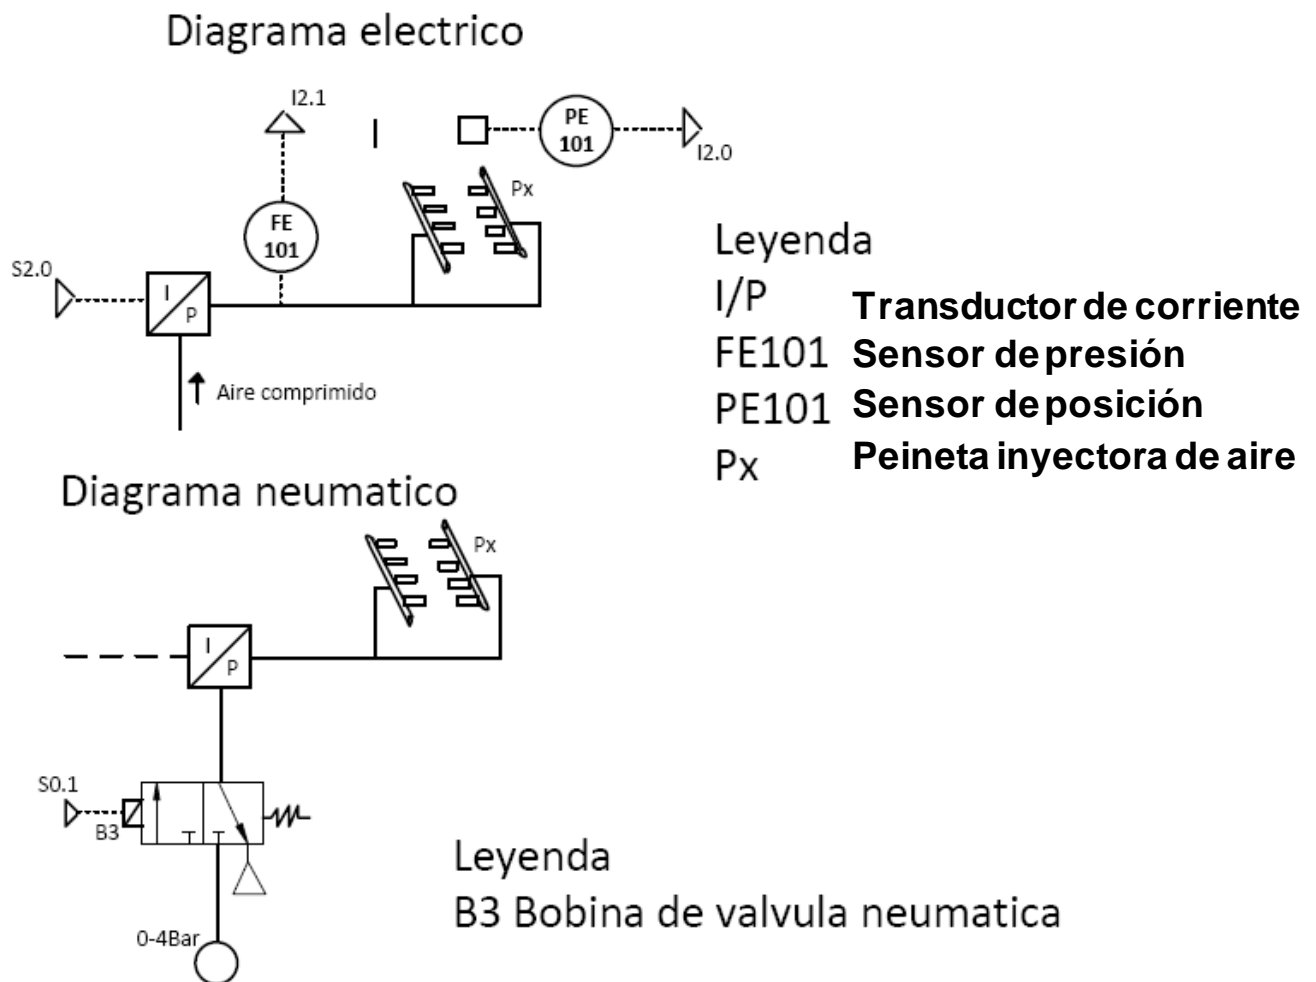 Diagrama electrico
I2.1
PE
101
I2.0
Px
FE
101
S2.0
I
P
Aire comprimido
Leyenda
I/P Transductor de corriente
FE101 Sensor de presión
PE101 Sensor de posición
Px Peineta inyectora de aire
Diagrama neumatico
Px
I
P
S0.1
B3
0-4Bar
Leyenda
B3 Bobina de valvula neumatica